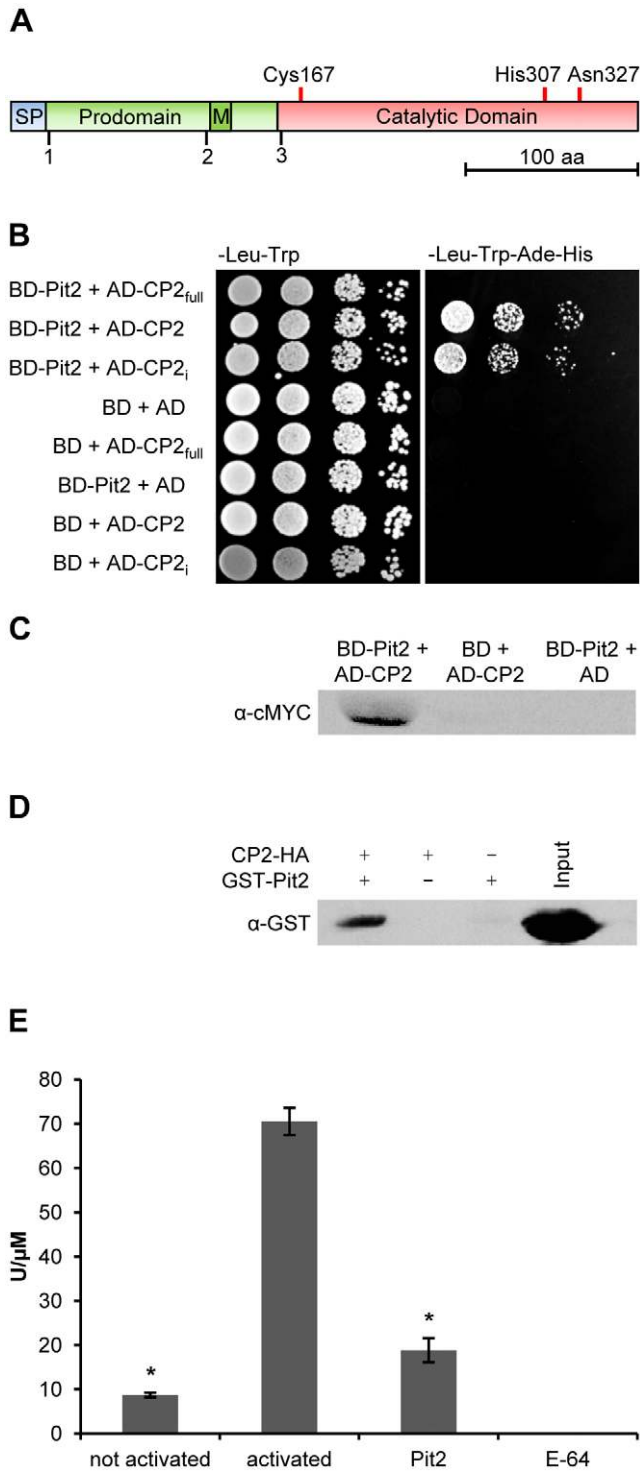 A
Cys167 His307 Asn327
SP Prodomain M Catalytic Domain
1 2 3 100 aa
B
-Leu-Trp -Leu-Trp-Ade-His
BD-Pit2 + AD-CP2full
BD-Pit2 + AD-CP2
BD-Pit2 + AD-CP2i
BD + AD
BD + AD-CP2full
BD-Pit2 + AD
BD + AD-CP2
BD + AD-CP2i
C
BD-Pit2 + BD + BD-Pit2 +
AD-CP2 AD-CP2 AD
α-cMYC
D
CP2-HA + + − Input
GST-Pit2 + − +
α-GST
E
80
70
60
50
40
30
20
10
0
U/µM
* *
not activated activated Pit2 E-64